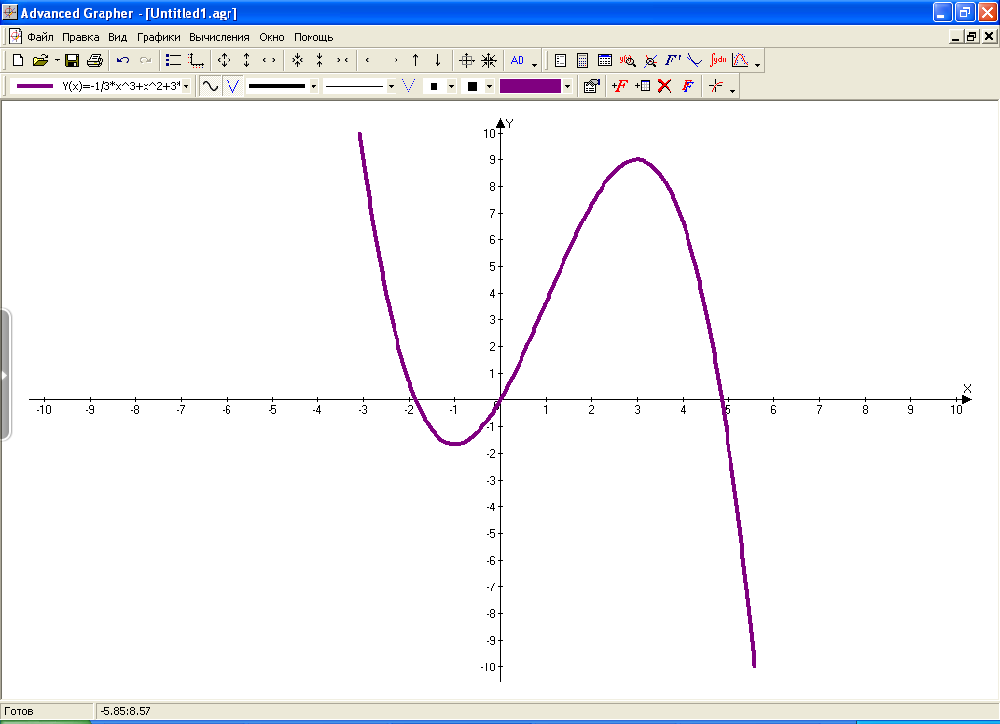 Advanced Grapher - [Untitled1.agr]
Файл Правка Вид Графики Вычисления Окно Помощь
AB y(x) F' ∫ydx
Y(x)=-1/3*x^3+x^2+3* +F F
Y
10
9
8
7
6
5
4
3
2
1
X
-10 -9 -8 -7 -6 -5 -4 -3 -2 -1 0 1 2 3 4 5 6 7 8 9 10
-1
-2
-3
-4
-5
-6
-7
-8
-9
-10
Готов -5.85:8.57